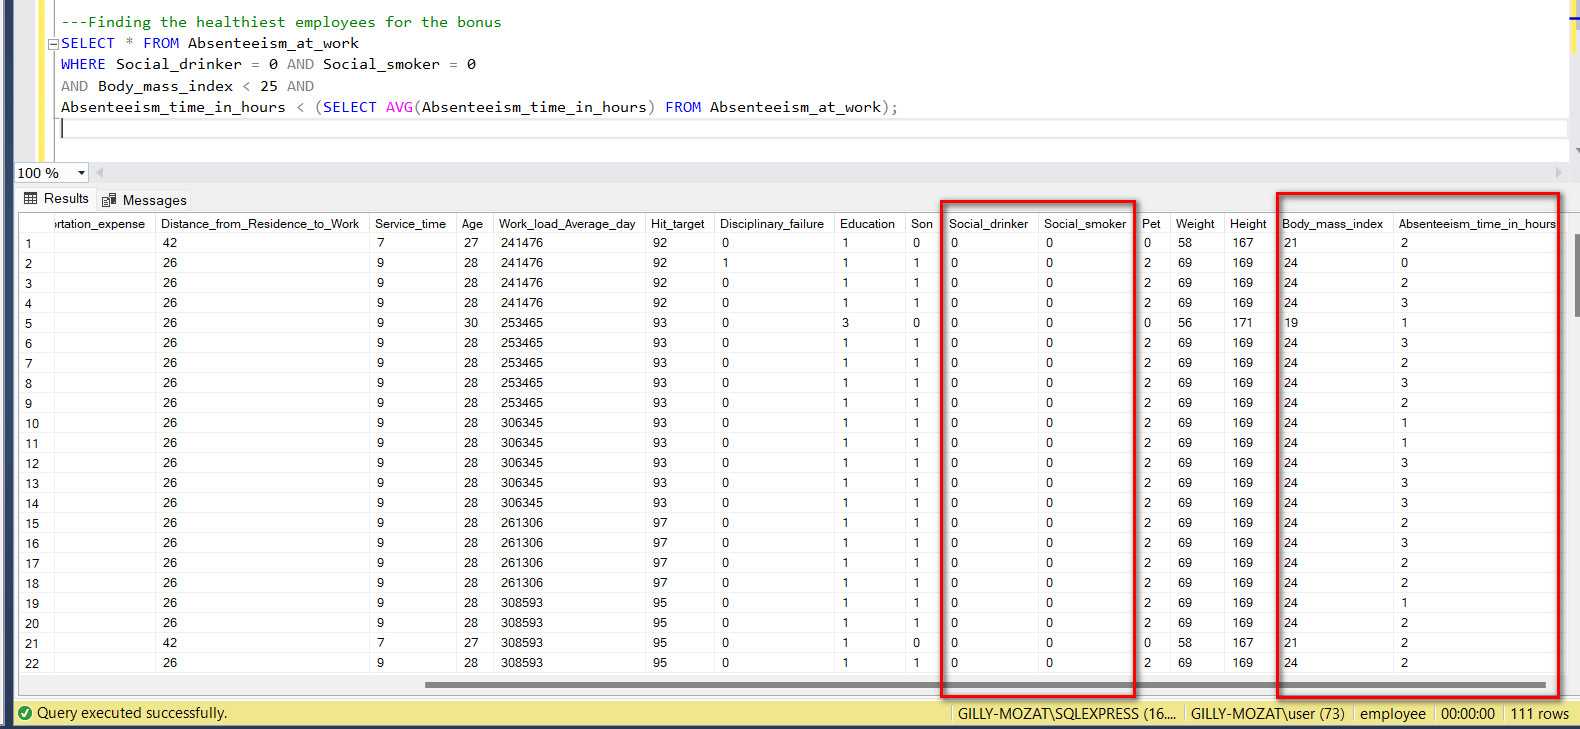 ---Finding the healthiest employees for the bonus
SELECT * FROM Absenteeism_at_work
WHERE Social_drinker = 0 AND Social_smoker = 0
AND Body_mass_index < 25 AND
Absenteeism_time_in_hours < (SELECT AVG(Absenteeism_time_in_hours) FROM Absenteeism_at_work);
100 %
Results Messages
rtation_expense Distance_from_Residence_to_Work Service_time Age Work_load_Average_day Hit_target Disciplinary_failure Education Son Social_drinker Social_smoker Pet Weight Height Body_mass_index Absenteeism_time_in_hours
1 42 7 27 241476 92 0 1 0 0 0 0 58 167 21 2
2 26 9 28 241476 92 1 1 1 0 0 2 69 169 24 0
3 26 9 28 241476 92 0 1 1 0 0 2 69 169 24 2
4 26 9 28 241476 92 0 1 1 0 0 2 69 169 24 3
5 26 9 30 253465 93 0 3 0 0 0 0 56 171 19 1
6 26 9 28 253465 93 0 1 1 0 0 2 69 169 24 3
7 26 9 28 253465 93 0 1 1 0 0 2 69 169 24 2
8 26 9 28 253465 93 0 1 1 0 0 2 69 169 24 3
9 26 9 28 253465 93 0 1 1 0 0 2 69 169 24 2
10 26 9 28 306345 93 0 1 1 0 0 2 69 169 24 1
11 26 9 28 306345 93 0 1 1 0 0 2 69 169 24 1
12 26 9 28 306345 93 0 1 1 0 0 2 69 169 24 3
13 26 9 28 306345 93 0 1 1 0 0 2 69 169 24 3
14 26 9 28 306345 93 0 1 1 0 0 2 69 169 24 3
15 26 9 28 261306 97 0 1 1 0 0 2 69 169 24 2
16 26 9 28 261306 97 0 1 1 0 0 2 69 169 24 3
17 26 9 28 261306 97 0 1 1 0 0 2 69 169 24 2
18 26 9 28 261306 97 0 1 1 0 0 2 69 169 24 2
19 26 9 28 308593 95 0 1 1 0 0 2 69 169 24 1
20 26 9 28 308593 95 0 1 1 0 0 2 69 169 24 2
21 42 7 27 308593 95 0 1 0 0 0 0 58 167 21 2
22 26 9 28 308593 95 0 1 1 0 0 2 69 169 24 2
Query executed successfully. GILLY-MOZAT\SQLEXPRESS (16.... GILLY-MOZAT\user (73) employee 00:00:00 111 rows